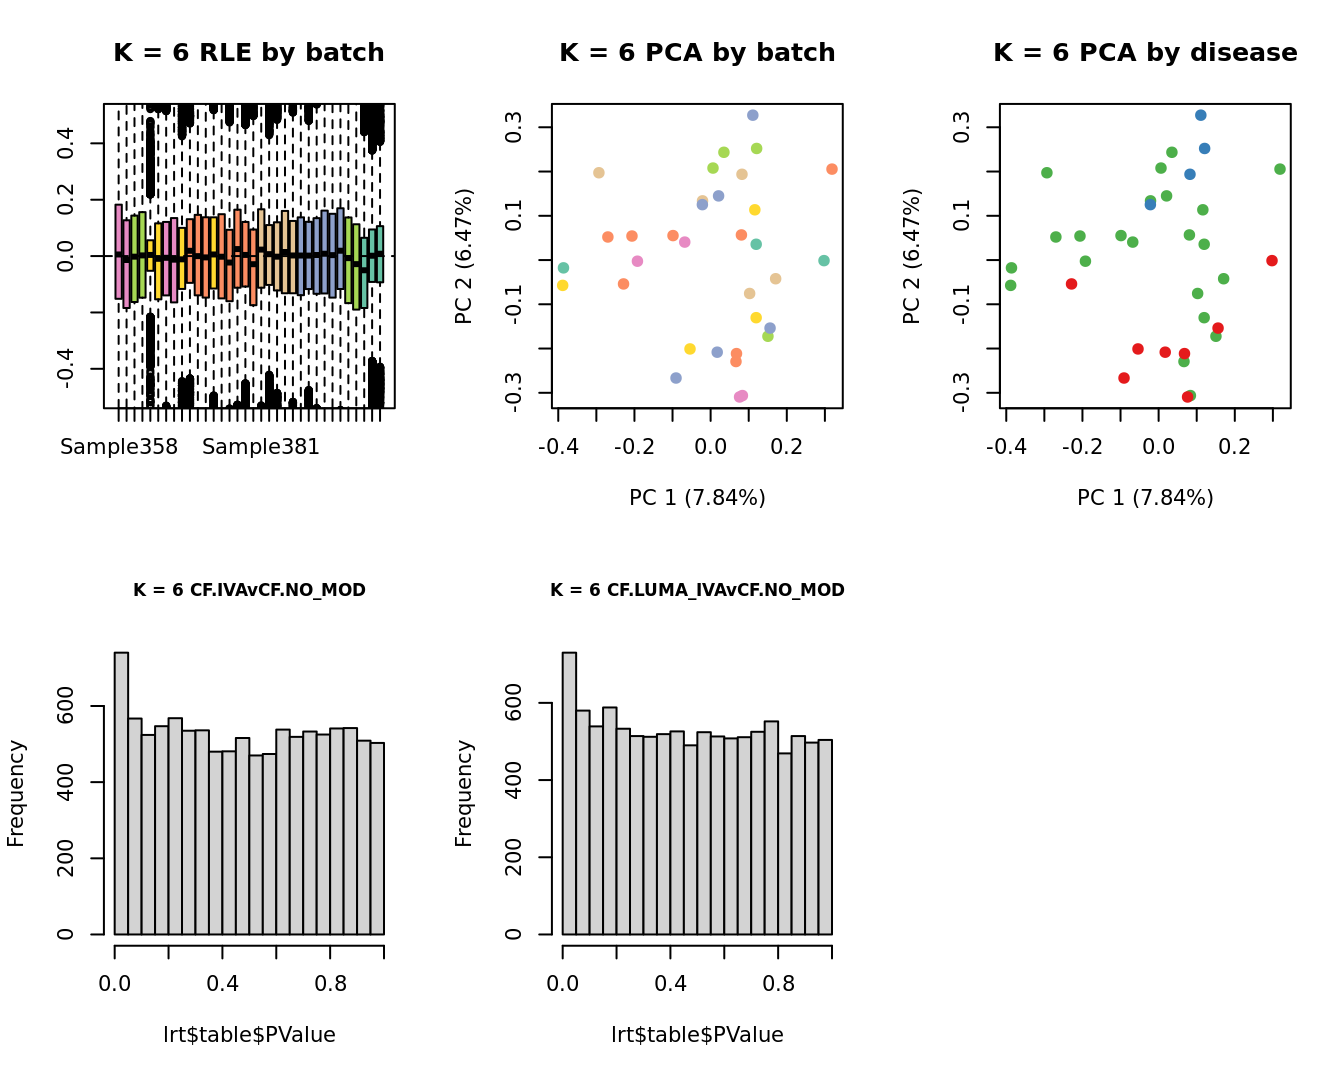 K = 6 RLE by batch
0.4
0.2
0.0
-0.4
Sample358 Sample381
K = 6 PCA by batch
0.3
0.1
-0.1
-0.3
PC 2 (6.47%)
-0.4 -0.2 0.0 0.2
PC 1 (7.84%)
K = 6 PCA by disease
0.3
0.1
-0.1
-0.3
PC 2 (6.47%)
-0.4 -0.2 0.0 0.2
PC 1 (7.84%)
K = 6 CF.IVAvCF.NO_MOD
600
400
200
0
Frequency
0.0 0.4 0.8
lrt$table$PValue
K = 6 CF.LUMA_IVAvCF.NO_MOD
600
400
200
0
Frequency
0.0 0.4 0.8
lrt$table$PValue